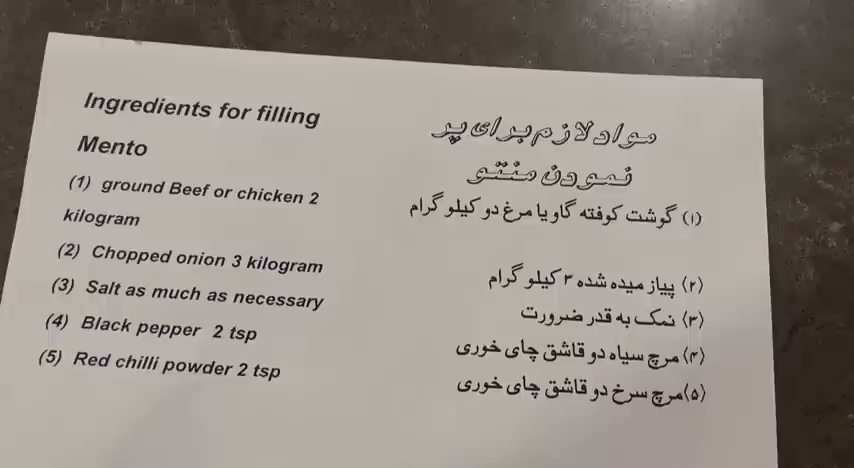 Ingredients for filling
Mento
(1) ground Beef or chicken 2
kilogram
(2) Chopped onion 3 kilogram
(3) Salt as much as necessary
(4) Black pepper 2 tsp
(5) Red chilli powder 2 tsp
مواد لازم برای پر
نمودن منتو
(۱) گوشت کوفته گاو یا مرغ دو کیلو گرام
(۲) پیاز میده شده ۳ کیلو گرام
(۳) نمک به قدر ضرورت
(۴) مرچ سیاه دو قاشق چای خوری
(۵) مرچ سرخ دو قاشق چای خوری